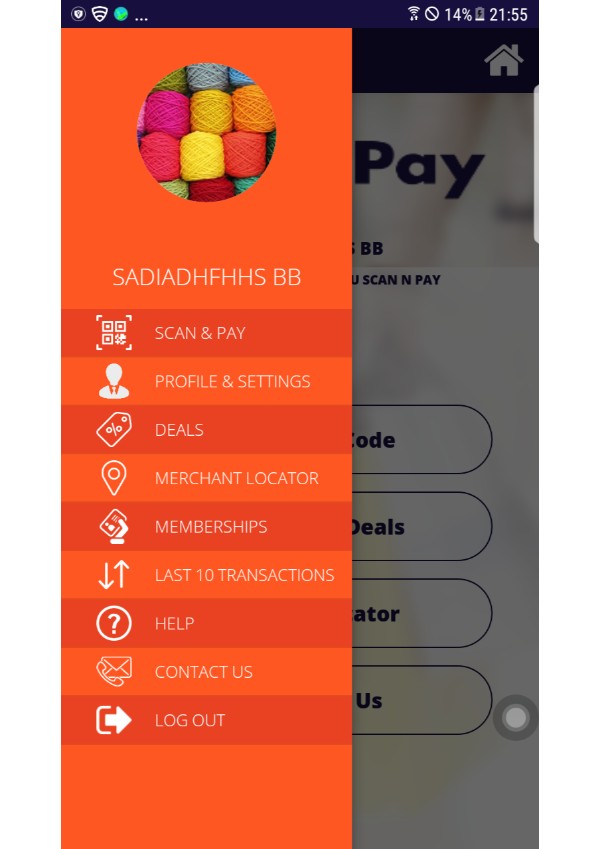 ... 14% 21:55
Pay
SADIADHFHHS BB
S BB
U SCAN N PAY
SCAN & PAY
PROFILE & SETTINGS
DEALS
MERCHANT LOCATOR
MEMBERSHIPS
LAST 10 TRANSACTIONS
HELP
CONTACT US
LOG OUT
Code
Deals
cator
Us